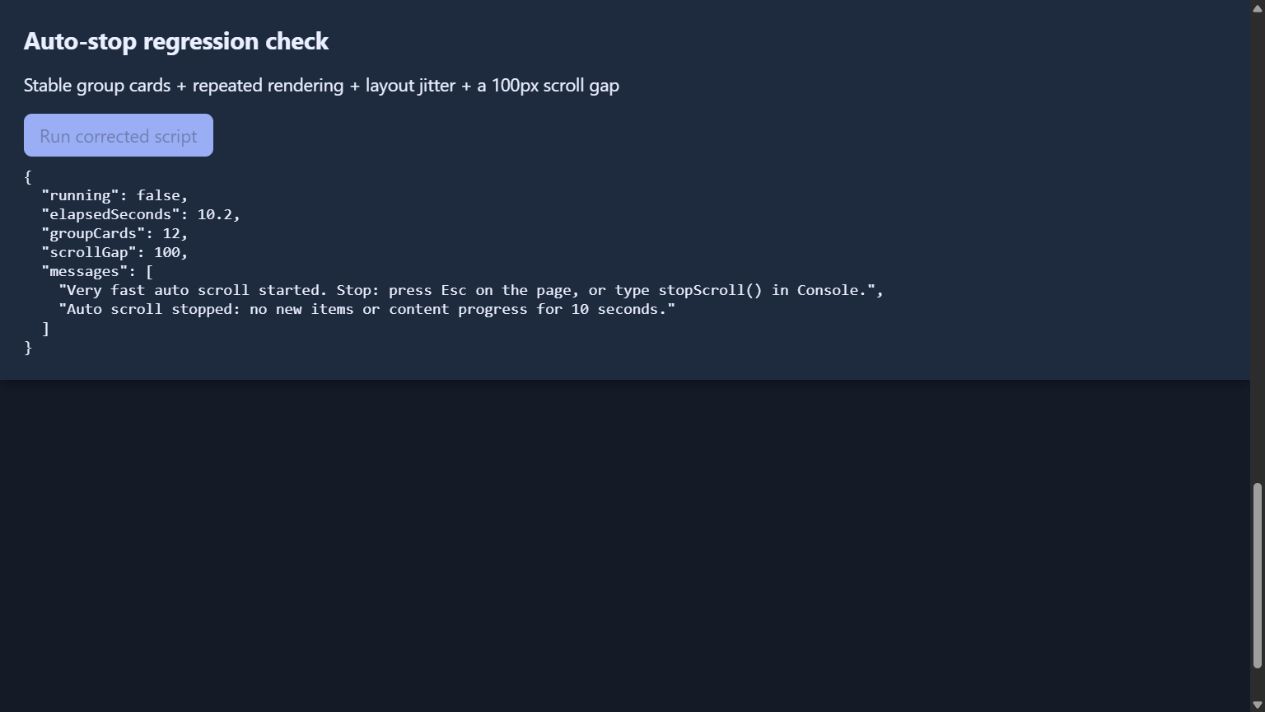 Auto-stop regression check
Stable group cards + repeated rendering + layout jitter + a 100px scroll gap
Run corrected script
{
  "running": false,
  "elapsedSeconds": 10.2,
  "groupCards": 12,
  "scrollGap": 100,
  "messages": [
    "Very fast auto scroll started. Stop: press Esc on the page, or type stopScroll() in Console.",
    "Auto scroll stopped: no new items or content progress for 10 seconds."
  ]
}